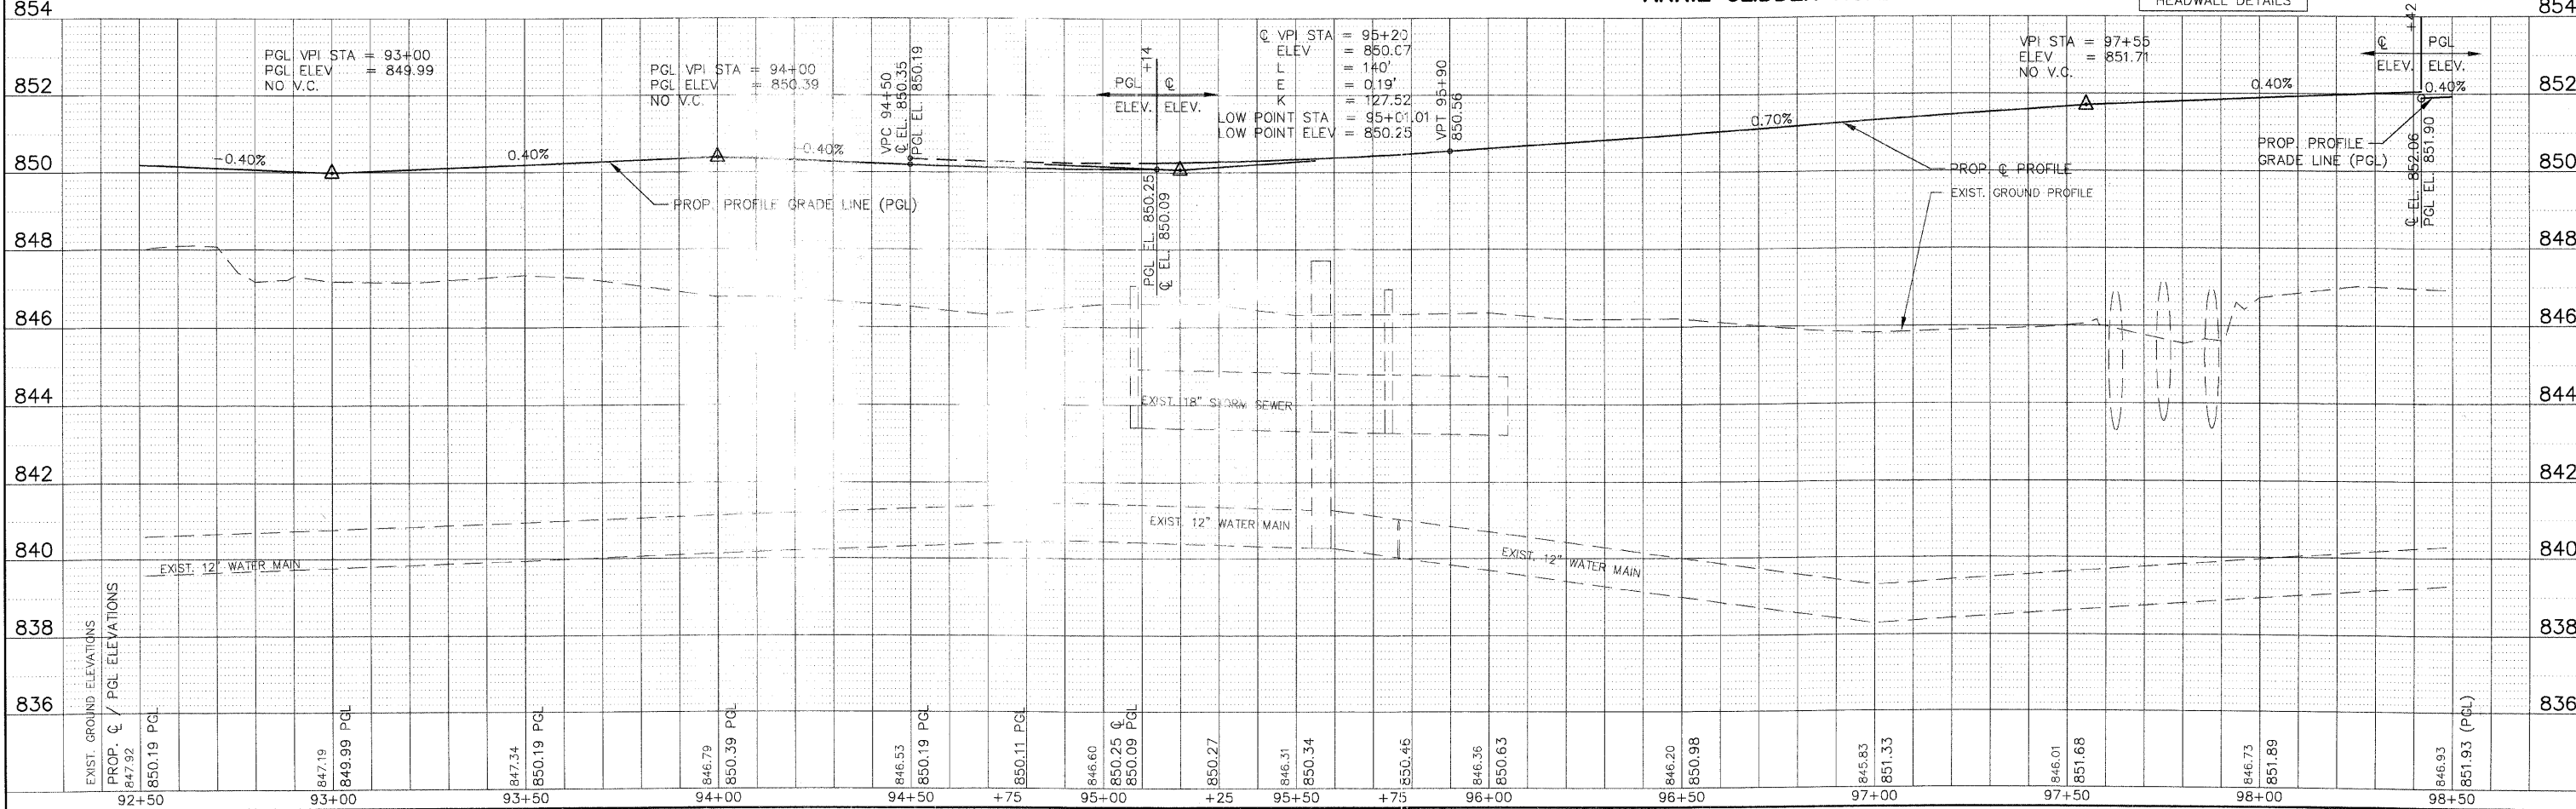 HEADWALL DETAILS
854
854
852
852
850
850
848
848
846
846
844
844
842
842
840
840
838
838
836
836
PGL VPI STA = 93+00
PGL ELEV = 849.99
NO V.C.
PGL VPI STA = 94+00
PGL ELEV = 850.39
NO V.C.
VPC 94+50
℄ EL. 850.35
PGL EL. 850.19
+14
PGL ℄
ELEV. ELEV.
℄ VPI STA = 95+20
ELEV = 850.07
L = 140'
E = 0.19'
K = 127.52
LOW POINT STA = 95+01.01
LOW POINT ELEV = 850.25
VPT 95+90
850.56
VPI STA = 97+55
ELEV = 851.71
NO V.C.
+42
℄ PGL
ELEV. ELEV.
-0.40%
0.40%
-0.40%
0.70%
0.40%
0.40%
PROP. PROFILE GRADE LINE (PGL)
PGL EL. 850.25
℄ EL. 850.09
PROP. ℄ PROFILE
EXIST. GROUND PROFILE
PROP. PROFILE
GRADE LINE (PGL)
℄ EL. 852.06
PGL EL. 851.90
EXIST. 18" STORM SEWER
EXIST. 12" WATER MAIN
EXIST. 12" WATER MAIN
EXIST. 12" WATER MAIN
EXIST. GROUND ELEVATIONS
PROP. ℄ / PGL ELEVATIONS
847.92
850.19 PGL
847.19
849.99 PGL
847.34
850.19 PGL
846.79
850.39 PGL
846.53
850.19 PGL
850.11 PGL
846.60
850.25 ℄
850.09 PGL
850.27
846.31
850.34
850.46
846.36
850.63
846.20
850.98
845.83
851.33
846.01
851.68
846.73
851.89
846.93
851.93 (PGL)
92+50 93+00 93+50 94+00 94+50 +75 95+00 +25 95+50 +75 96+00 96+50 97+00 97+50 98+00 98+50